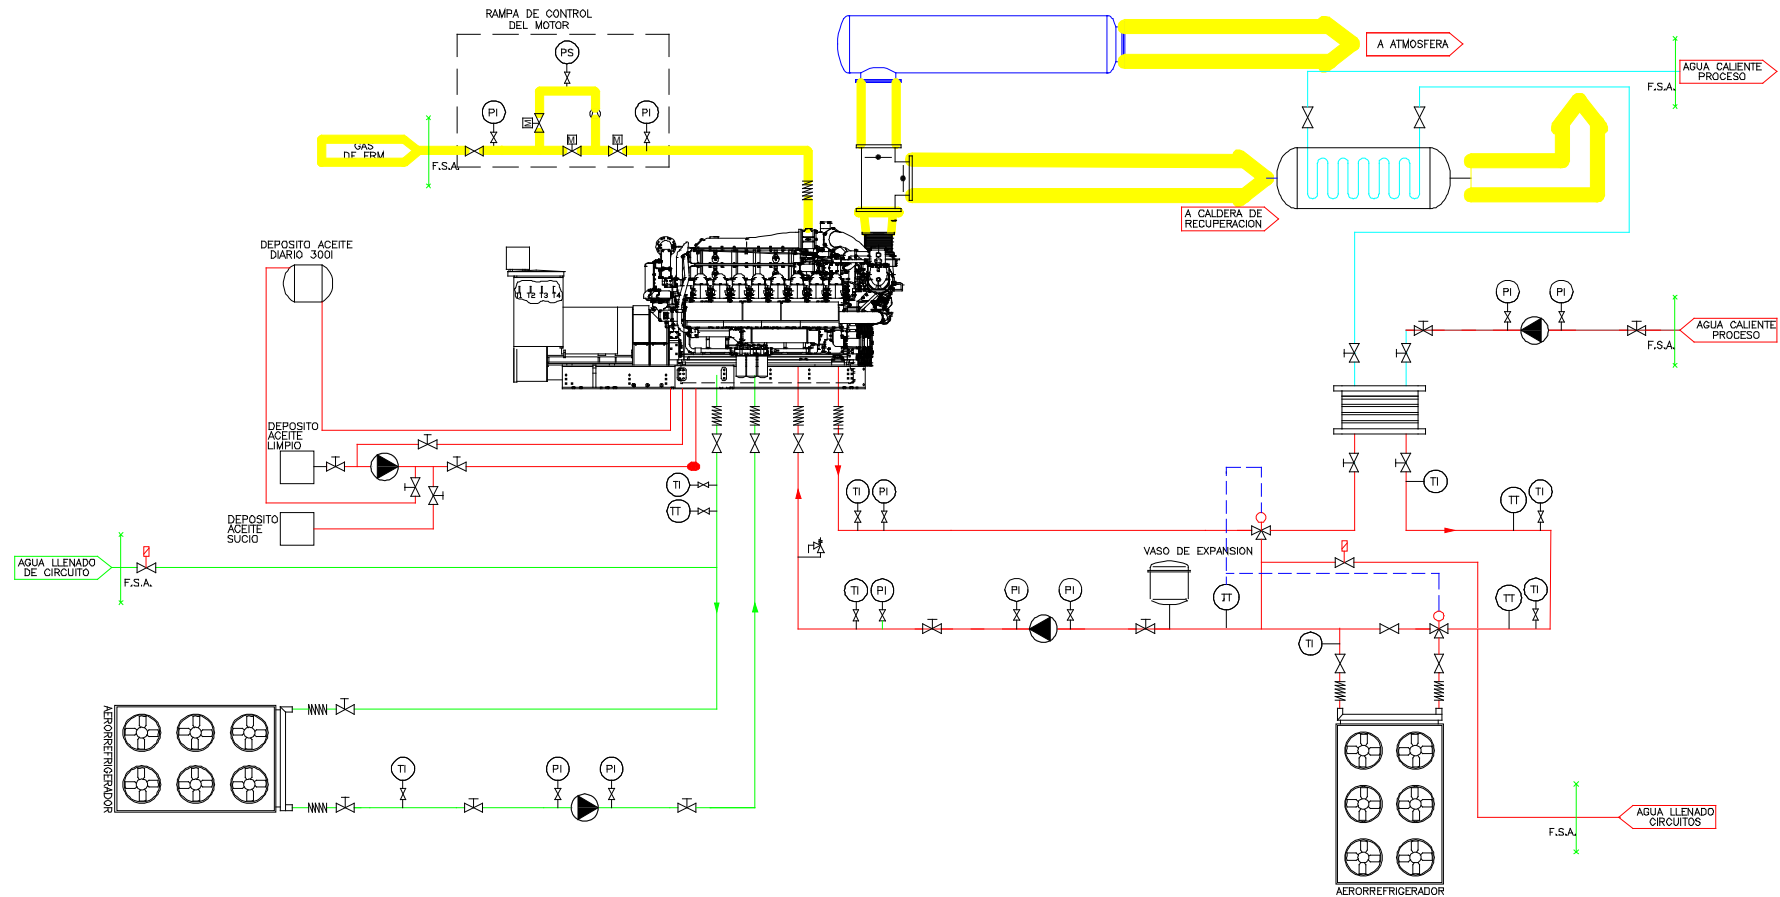 RAMPA DE CONTROL
DEL MOTOR
PS
PI
PI
M
M
M
GAS
DE ERM
F.S.A.
A ATMOSFERA
AGUA CALIENTE
PROCESO
F.S.A.
A CALDERA DE
RECUPERACION
DEPOSITO ACEITE
DIARIO 300l
T1 T2 T3 T4
PI
PI
AGUA CALIENTE
PROCESO
F.S.A.
DEPOSITO
ACEITE
LIMPIO
TI
TT
TI
PI
TI
TT
TI
DEPOSITO
ACEITE
SUCIO
AGUA LLENADO
DE CIRCUITO
F.S.A.
VASO DE EXPANSION
TI
PI
PI
PI
TT
TT
TI
TI
AERORREFRIGERADOR
TI
PI
PI
AGUA LLENADO
CIRCUITOS
F.S.A.
AERORREFRIGERADOR